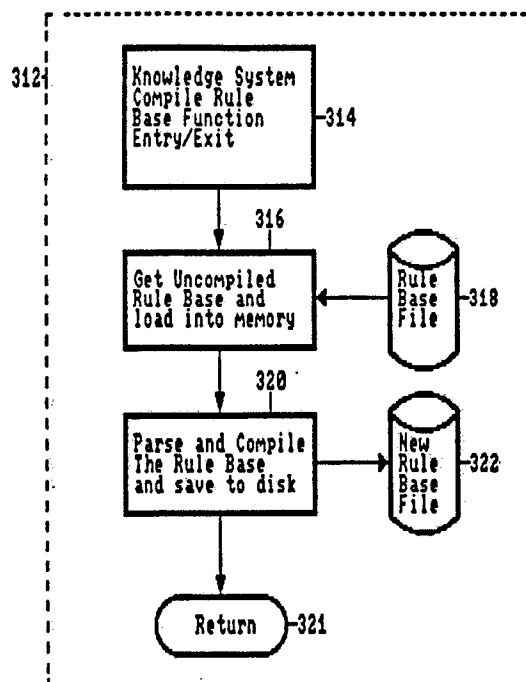 312
Knowledge System
Compile Rule
Base Function
Entry/Exit
314
316
Get Uncompiled
Rule Base and
load into memory
Rule
Base
File
318
320
Parse and Compile
The Rule Base
and save to disk
New
Rule
Base
File
322
Return
321